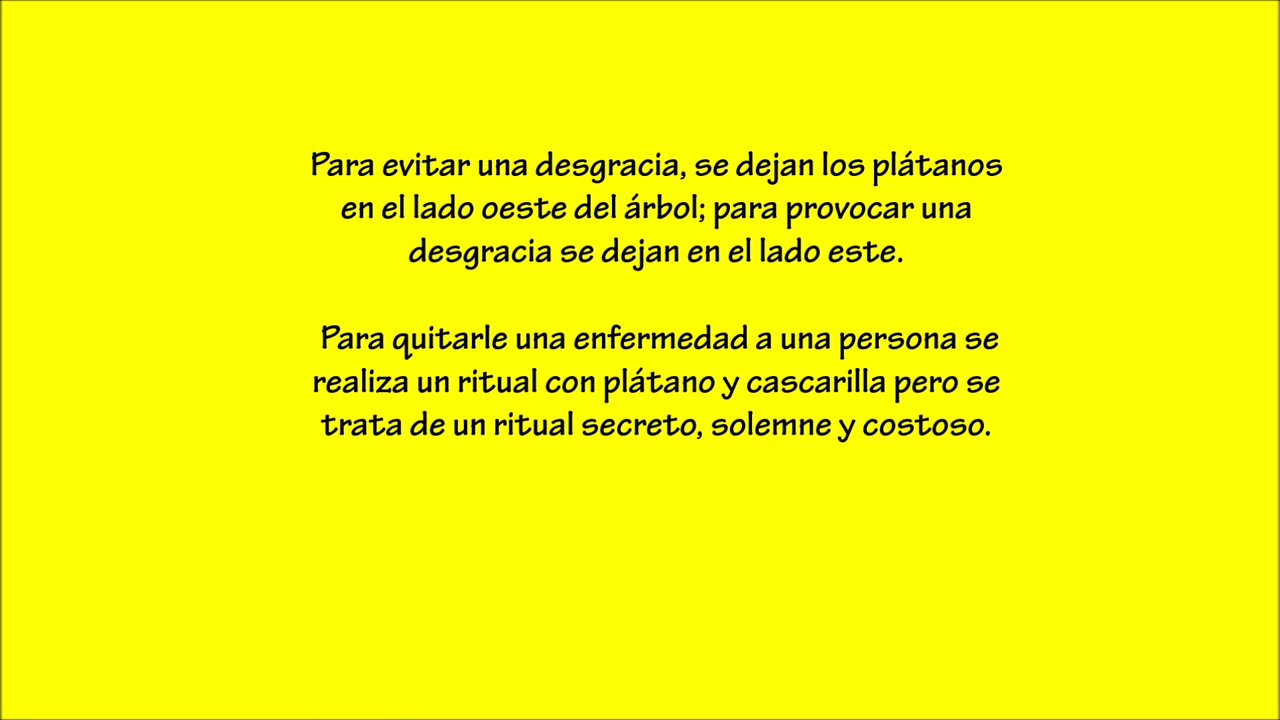 Para evitar una desgracia, se dejan los plátanos
en el lado oeste del árbol; para provocar una
desgracia se dejan en el lado este.
Para quitarle una enfermedad a una persona se
realiza un ritual con plátano y cascarilla pero se
trata de un ritual secreto, solemne y costoso.